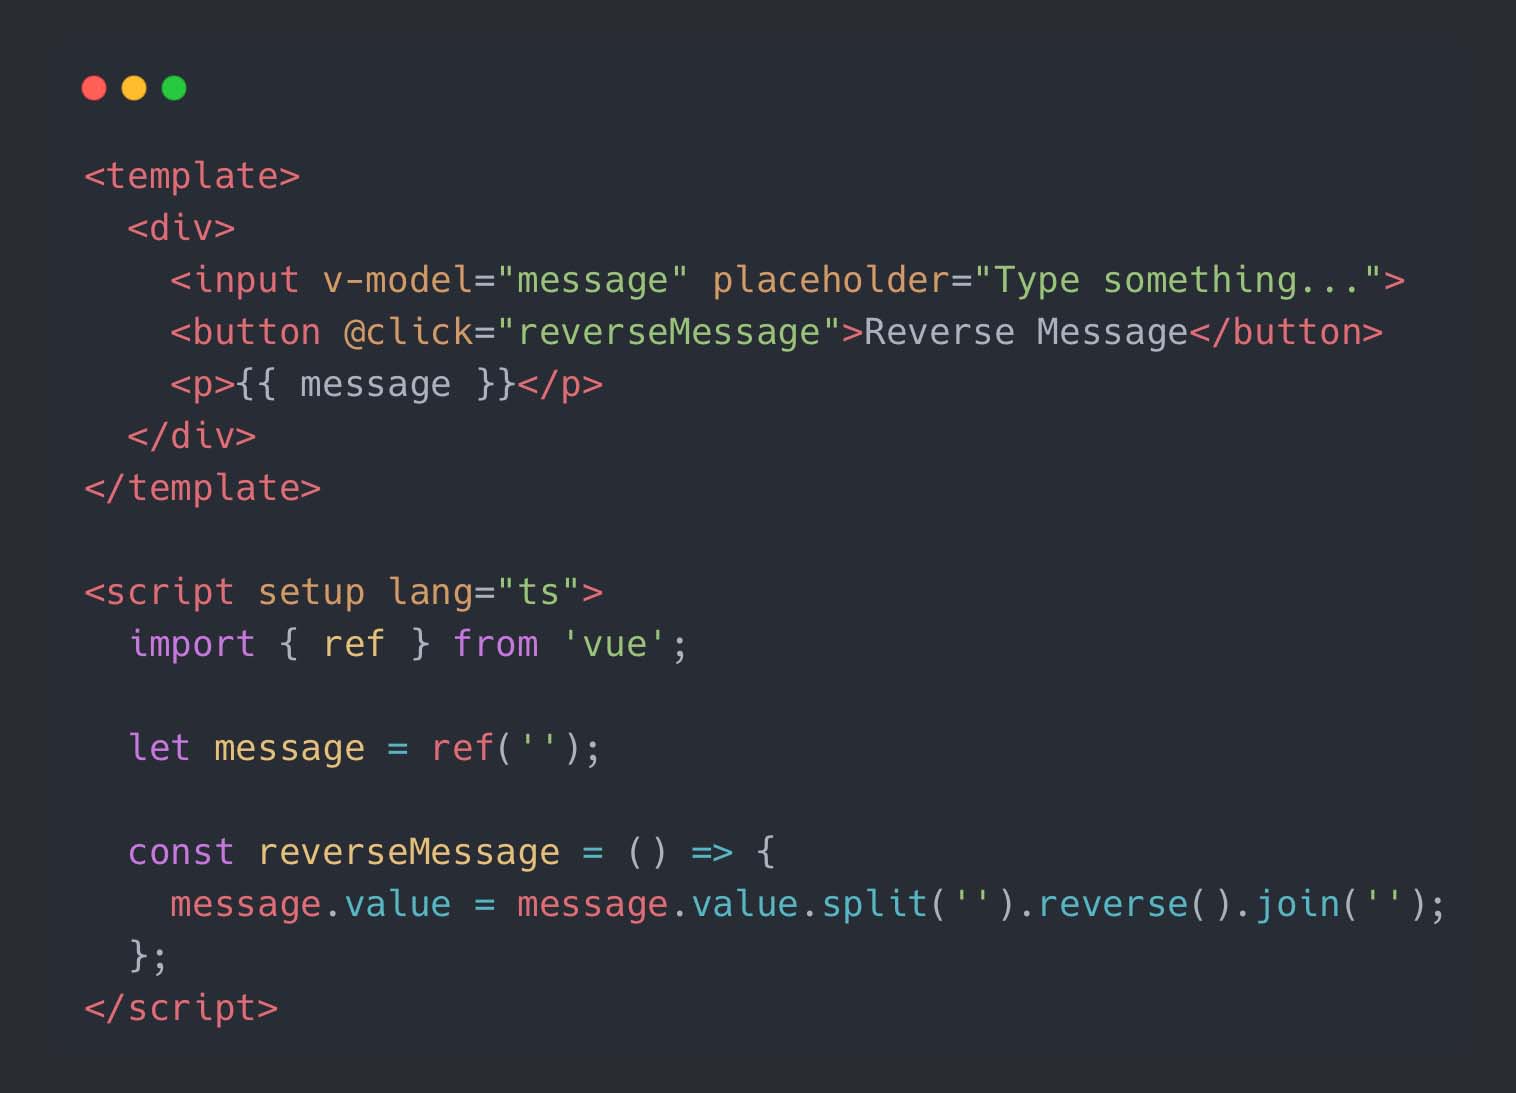 <template>
  <div>
    <input v-model="message" placeholder="Type something...">
    <button @click="reverseMessage">Reverse Message</button>
    <p>{{ message }}</p>
  </div>
</template>

<script setup lang="ts">
  import { ref } from 'vue';

  let message = ref('');

  const reverseMessage = () => {
    message.value = message.value.split('').reverse().join('');
  };
</script>